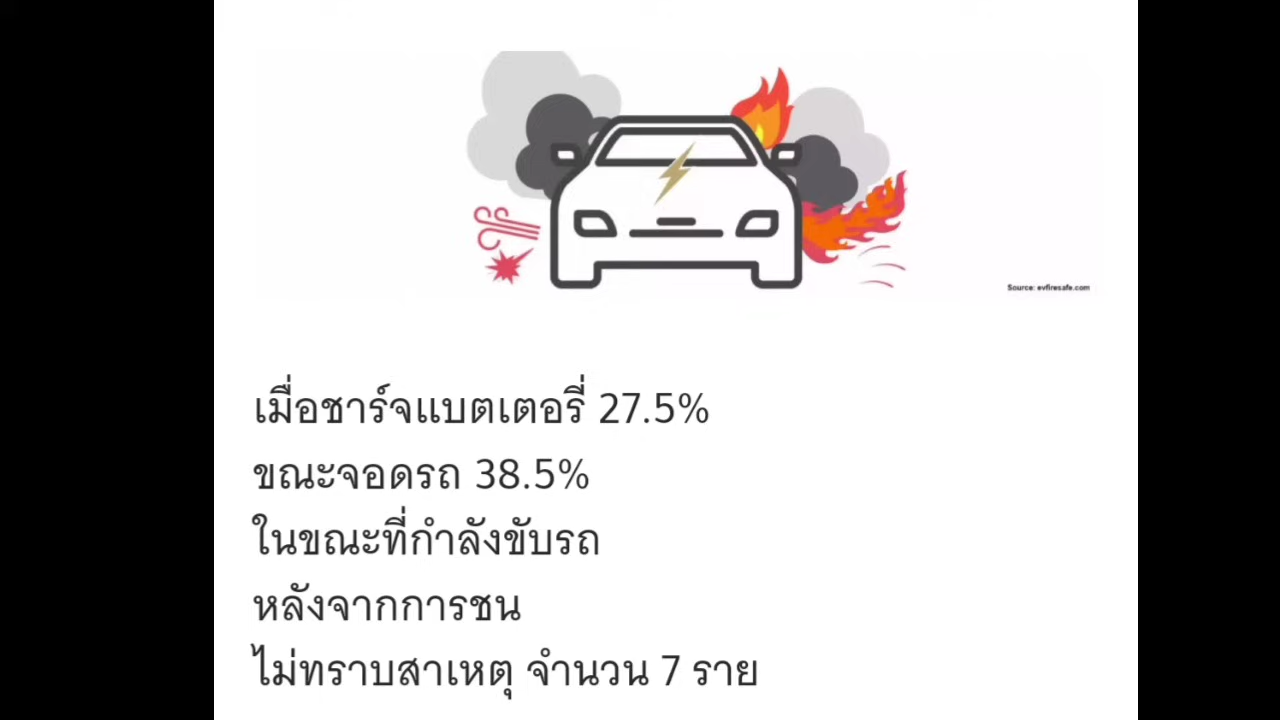 Source: evfiresafe.com
เมื่อชาร์จแบตเตอรี่ 27.5%
ขณะจอดรถ 38.5%
ในขณะที่กำลังขับรถ
หลังจากการชน
ไม่ทราบสาเหตุ จำนวน 7 ราย